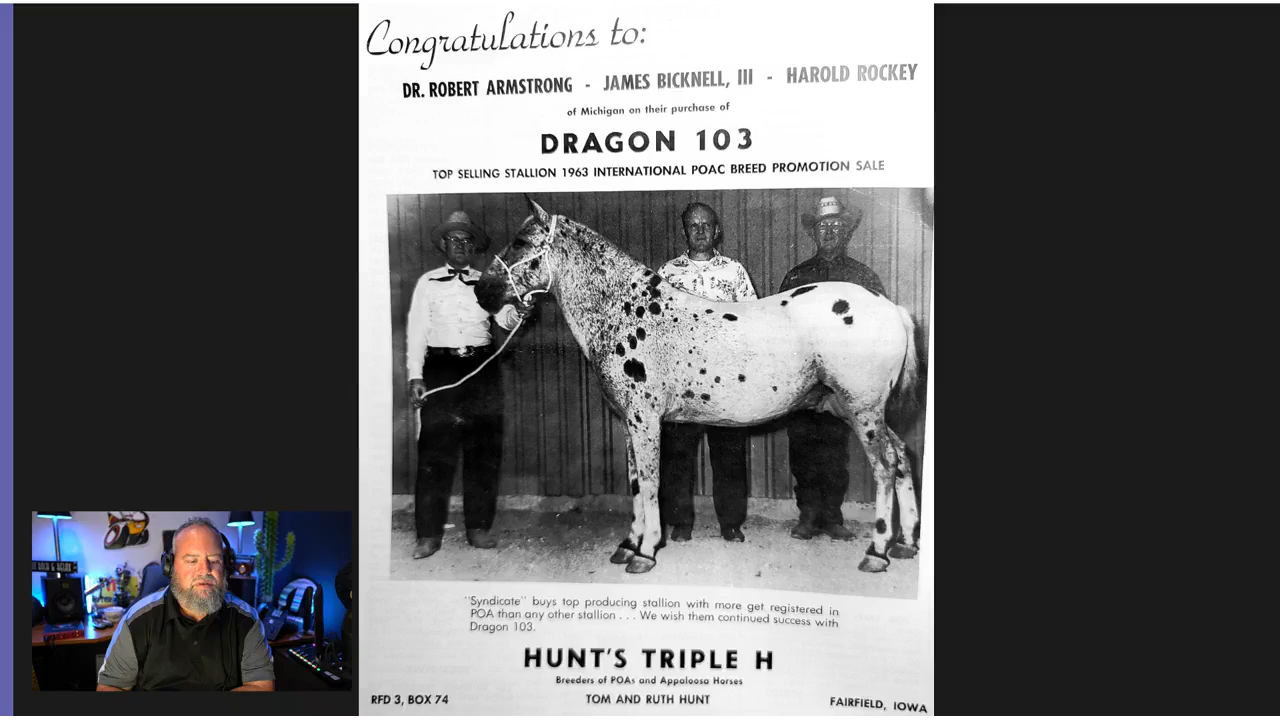 Congratulations to:
DR. ROBERT ARMSTRONG - JAMES BICKNELL, III - HAROLD ROCKEY
of Michigan on their purchase of
DRAGON 103
TOP SELLING STALLION 1963 INTERNATIONAL POAC BREED PROMOTION SALE
"Syndicate" buys top producing stallion with more get registered in
POA than any other stallion . . . We wish them continued success with
Dragon 103.
HUNT'S TRIPLE H
Breeders of POAs and Appaloosa Horses
RFD 3, BOX 74 TOM AND RUTH HUNT FAIRFIELD, IOWA